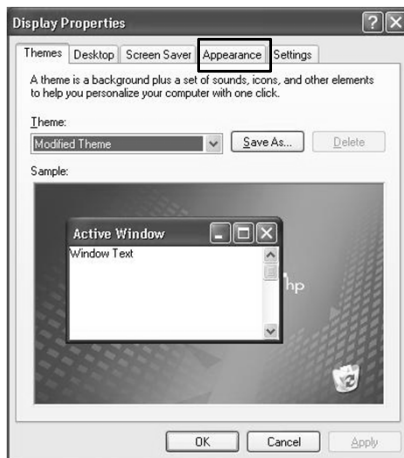 Display Properties
Themes Desktop Screen Saver Appearance Settings
A theme is a background plus a set of sounds, icons, and other elements
to help you personalize your computer with one click.
Theme:
Modified Theme Save As... Delete
Sample:
Active Window
Window Text
hp
OK Cancel Apply